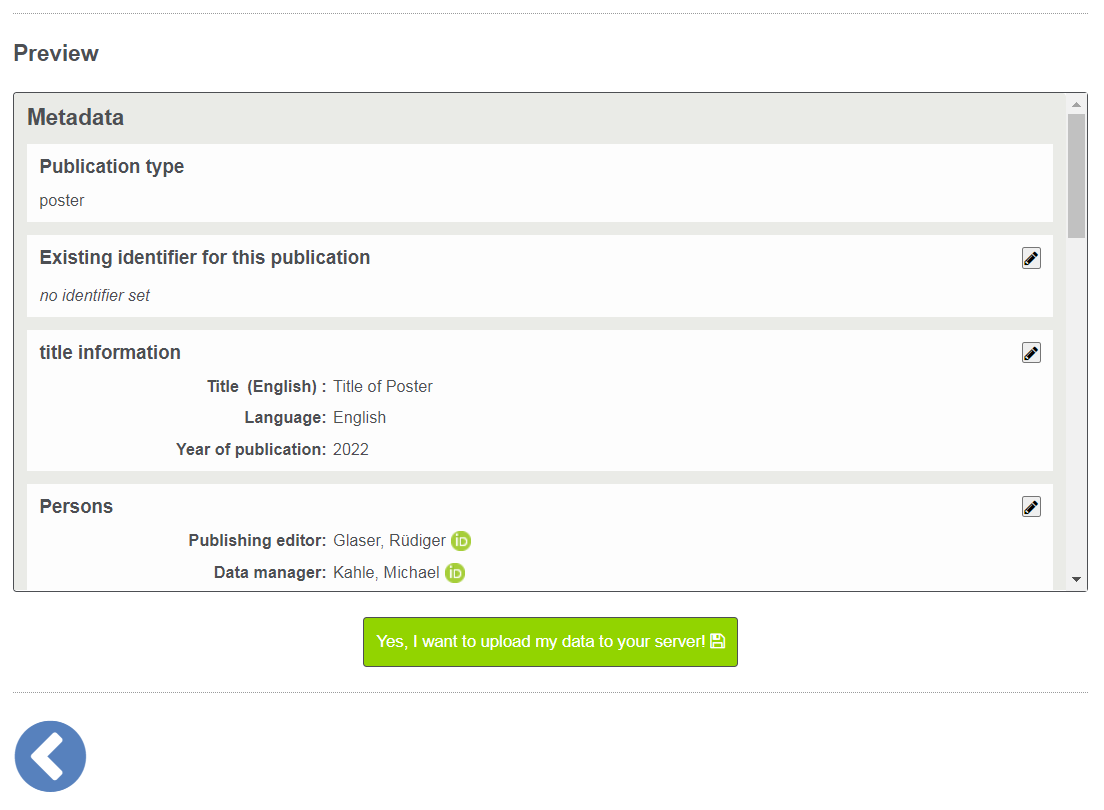 Preview
Metadata
Publication type
poster
Existing identifier for this publication
no identifier set
title information
Title (English) : Title of Poster
Language: English
Year of publication: 2022
Persons
Publishing editor: Glaser, Rüdiger iD
Data manager: Kahle, Michael iD
Yes, I want to upload my data to your server!